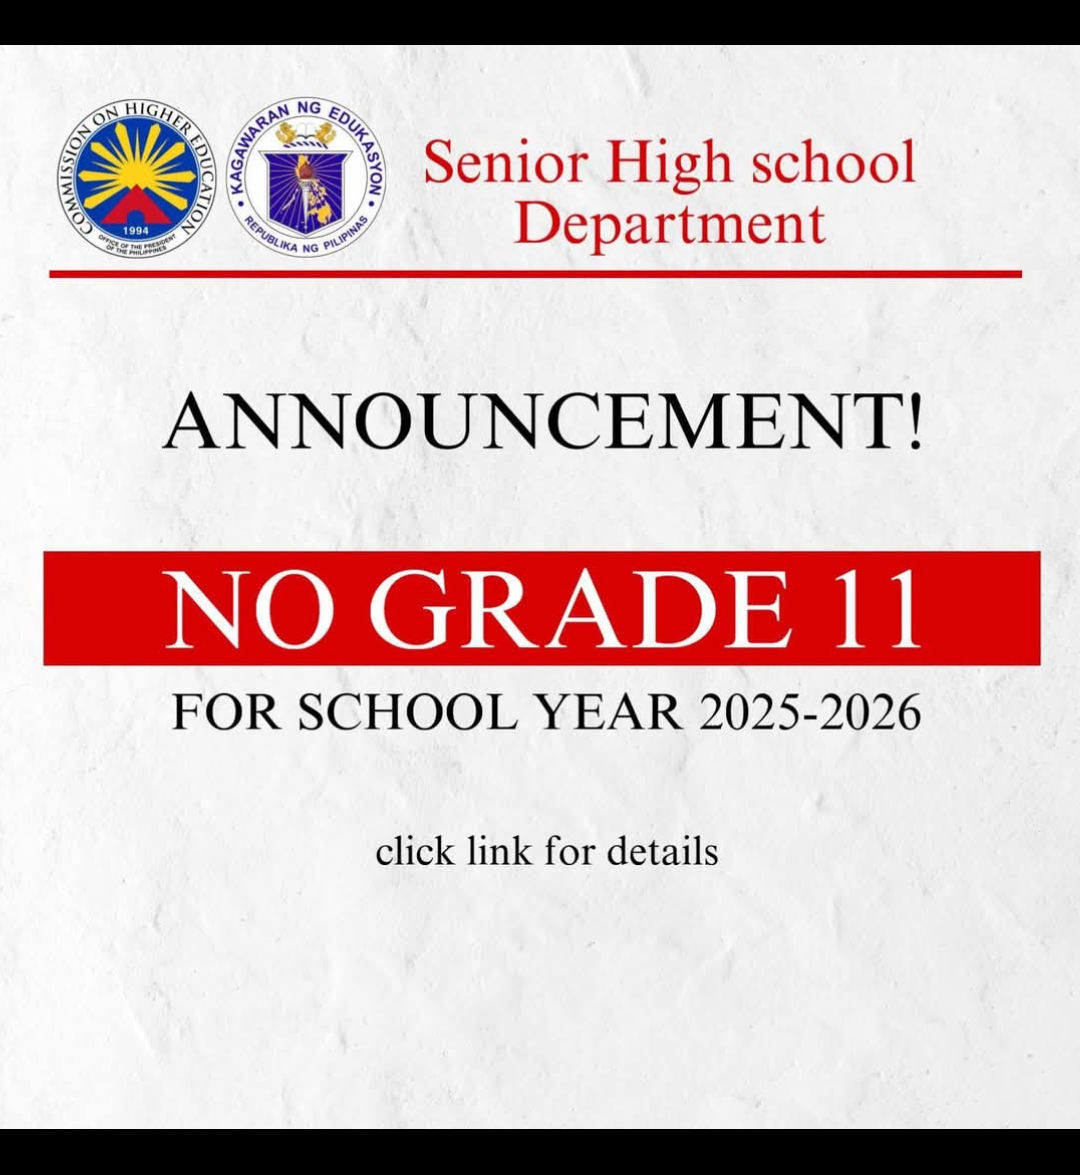 COMMISSION ON HIGHER EDUCATION
1994
OFFICE OF THE PRESIDENT
OF THE PHILIPPINES
KAGAWARAN NG EDUKASYON
REPUBLIKA NG PILIPINAS
Senior High school
Department
ANNOUNCEMENT!
NO GRADE 11
FOR SCHOOL YEAR 2025-2026
click link for details